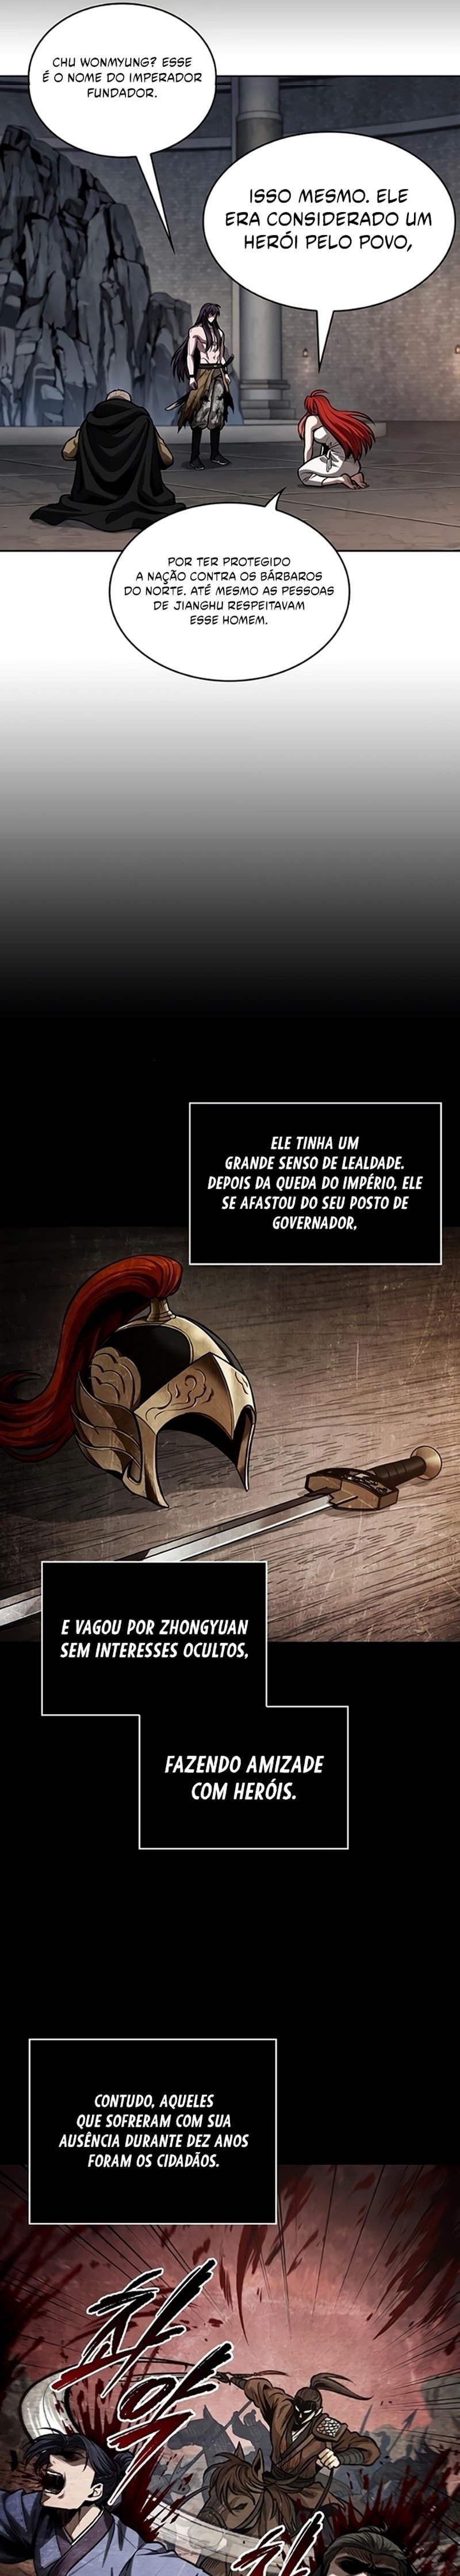 CHU WONMYUNG? ESSE
É O NOME DO IMPERADOR
FUNDADOR.
ISSO MESMO. ELE
ERA CONSIDERADO UM
HERÓI PELO POVO,
POR TER PROTEGIDO
A NAÇÃO CONTRA OS BÁRBAROS
DO NORTE. ATÉ MESMO AS PESSOAS
DE JIANGHU RESPEITAVAM
ESSE HOMEM.
ELE TINHA UM
GRANDE SENSO DE LEALDADE.
DEPOIS DA QUEDA DO IMPÉRIO, ELE
SE AFASTOU DO SEU POSTO DE
GOVERNADOR,
E VAGOU POR ZHONGYUAN
SEM INTERESSES OCULTOS,
FAZENDO AMIZADE
COM HERÓIS.
CONTUDO, AQUELES
QUE SOFRERAM COM SUA
AUSÊNCIA DURANTE DEZ ANOS
FORAM OS CIDADÃOS.